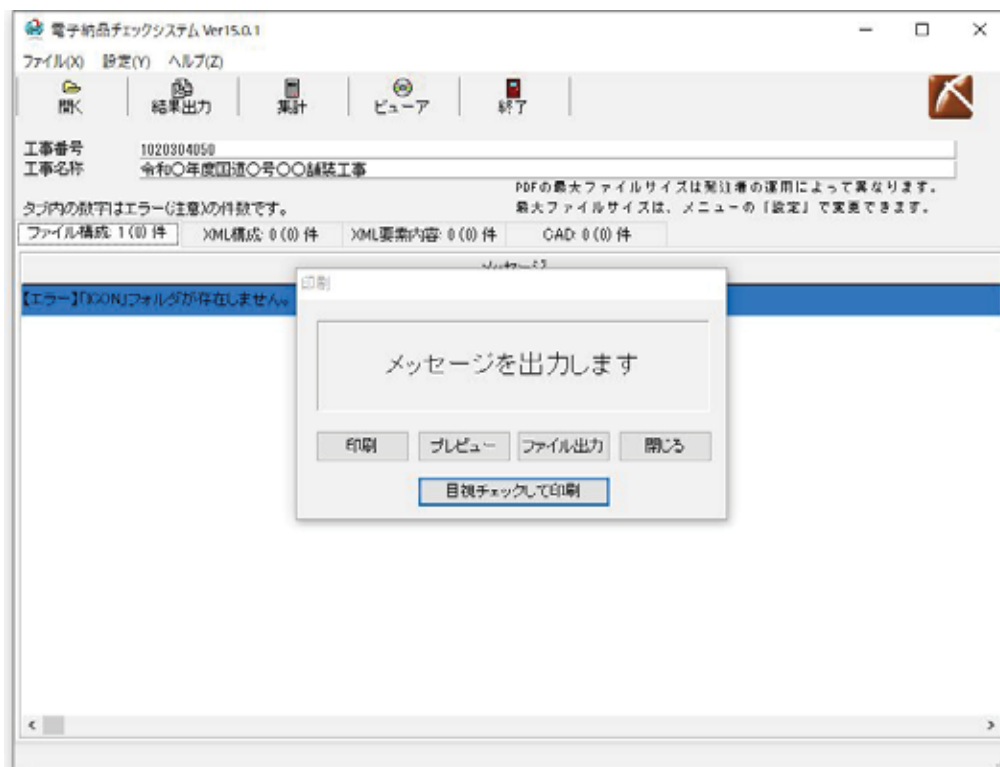 電子納品チェックシステム Ver15.0.1
ファイル(X) 設定(Y) ヘルプ(Z)
開く 結果出力 集計 ビューア 終了
工事番号 1020304050
工事名称 令和〇年度国道〇号〇〇舗装工事
PDFの最大ファイルサイズは発注者の運用によって異なります。
タブ内の数字はエラー(注意)の件数です。 最大ファイルサイズは、メニューの「設定」で変更できます。
ファイル構成: 1 (0) 件 XML構成: 0 (0) 件 XML要素内容: 0 (0) 件 CAD: 0 (0) 件
メッセージ
印刷
【エラー】「ICON」フォルダが存在しません。
メッセージを出力します
印刷 プレビュー ファイル出力 閉じる
目視チェックして印刷